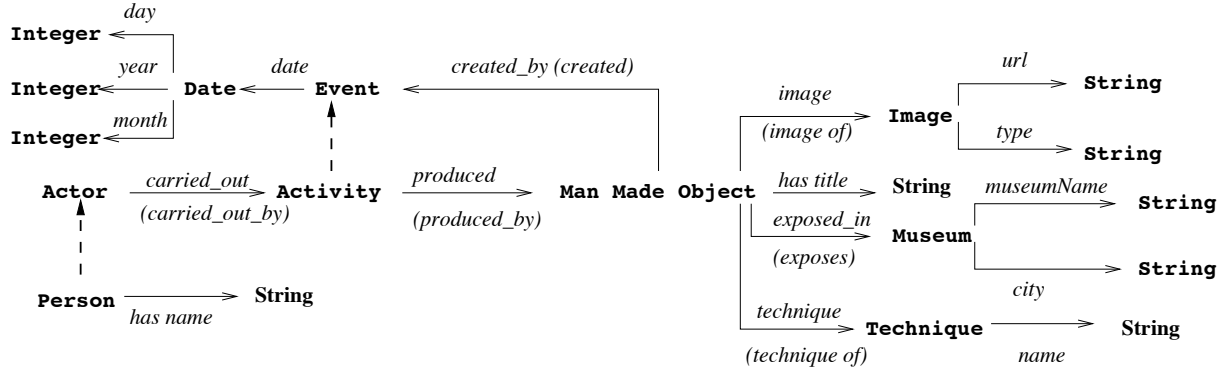 day
Integer
year
date
created_by (created)
url
Integer
Date
Event
image
String
month
(image of)
Image
Integer
type
String
Actor
carried_out
Activity
produced
Man Made Object
has title
String
museumName
(carried_out_by)
(produced_by)
exposed_in
String
(exposes)
Museum
Person
String
has name
city
String
technique
Technique
String
(technique of)
name